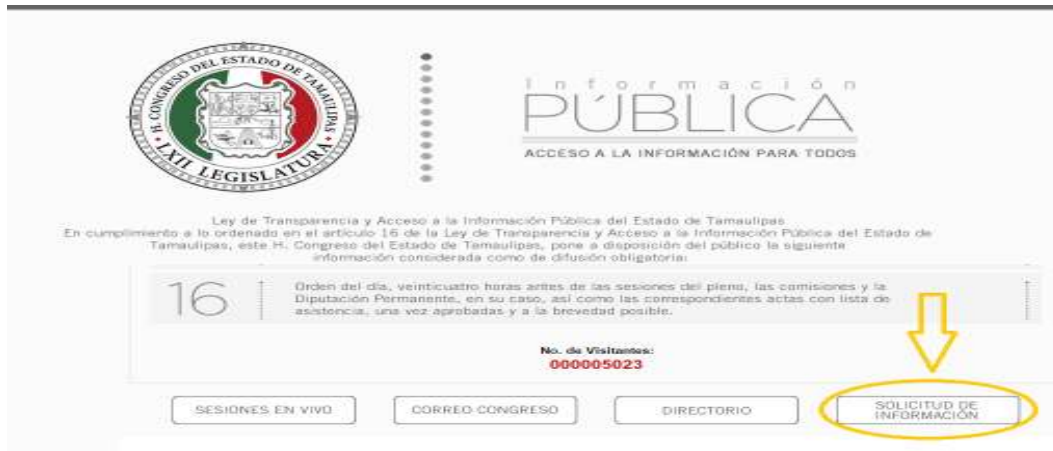 H. CONGRESO DEL ESTADO DE TAMAULIPAS
LXII LEGISLATURA
Información
PÚBLICA
ACCESO A LA INFORMACIÓN PARA TODOS
Ley de Transparencia y Acceso a la Información Pública del Estado de Tamaulipas
En cumplimiento a lo ordenado en el artículo 16 de la Ley de Transparencia y Acceso a la Información Pública del Estado de
Tamaulipas, este H. Congreso del Estado de Tamaulipas, pone a disposición del público la siguiente
información considerada como de difusión obligatoria:
16
Orden del día, veinticuatro horas antes de las sesiones del pleno, las comisiones y la
Diputación Permanente, en su caso, así como las correspondientes actas con lista de
asistencia, una vez aprobadas y a la brevedad posible.
No. de Visitantes:
000005023
SESIONES EN VIVO
CORREO CONGRESO
DIRECTORIO
SOLICITUD DE
INFORMACIÓN